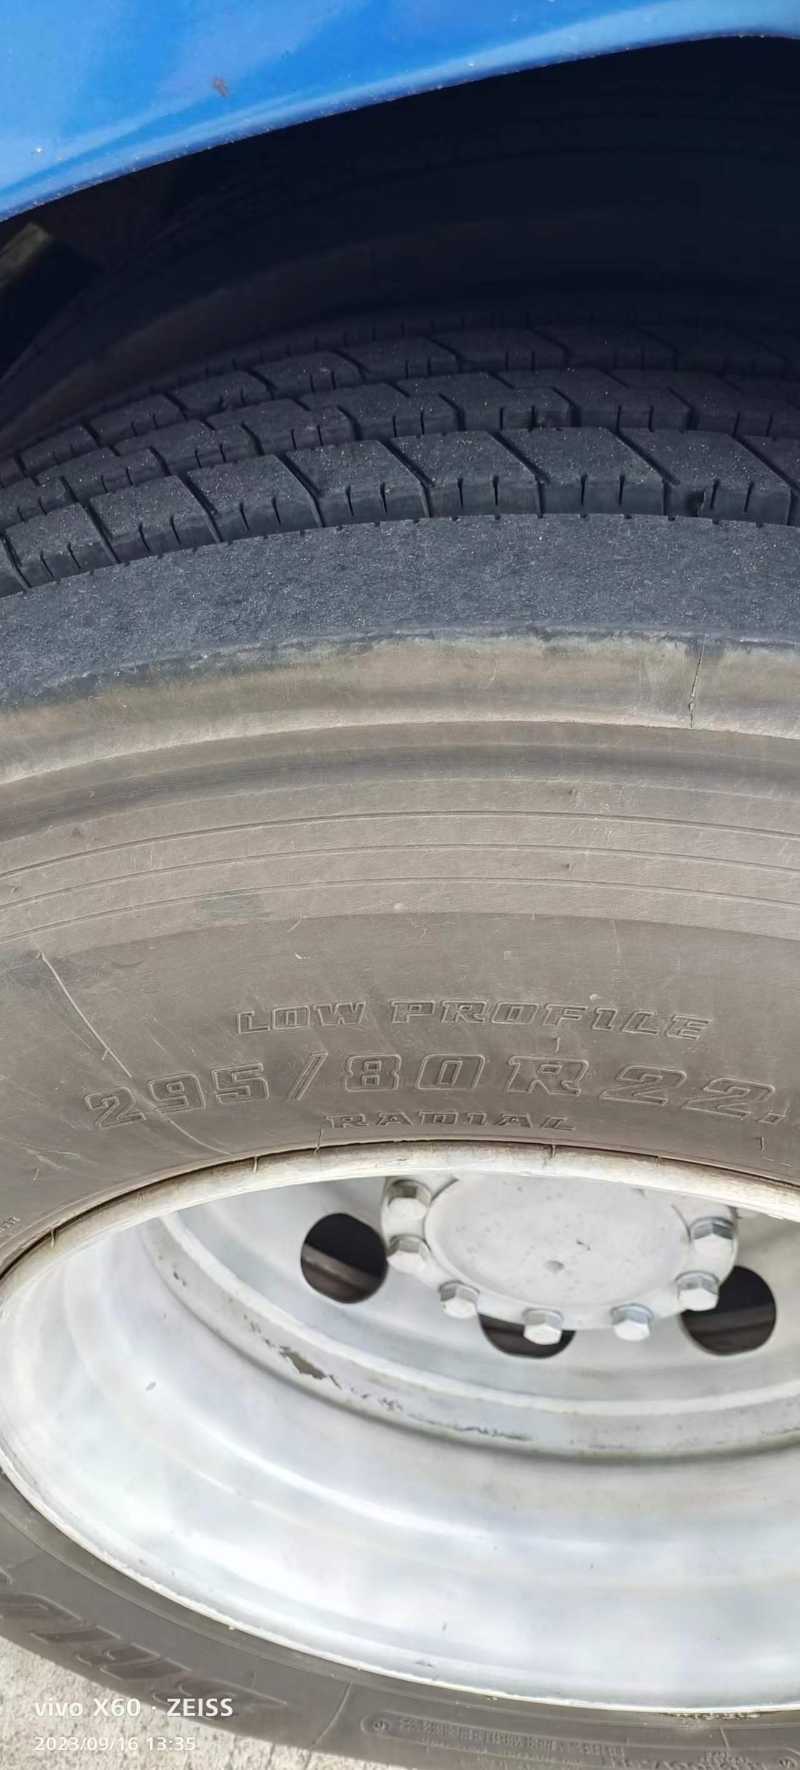 LOW PROFILE
295/80R22.
RADIAL
vivo X60 · ZEISS
2023/09/16 13:35